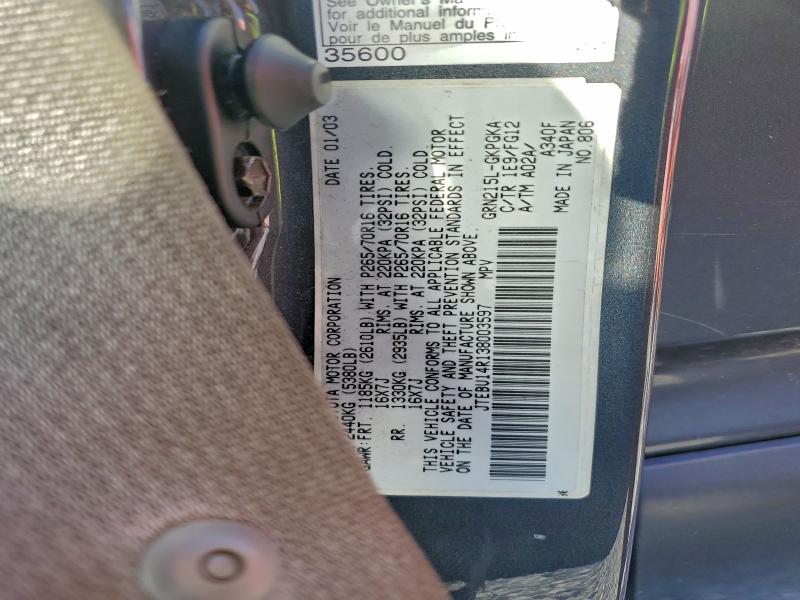 See Owner's Ma
for additional inform
Voir le Manuel du P
pour de plus amples in
35600
OTA MOTOR CORPORATION DATE 01/03
2440KG (5380LB)
GAWR:FRT. 1185KG (2610LB) WITH P265/70R16 TIRES.
16X7J RIMS. AT 220KPA (32PSI) COLD.
RR. 1330KG (2935LB) WITH P265/70R16 TIRES.
16X7J RIMS. AT 220KPA (32PSI) COLD.
THIS VEHICLE CONFORMS TO ALL APPLICABLE FEDERAL MOTOR
VEHICLE SAFETY AND THEFT PREVENTION STANDARDS IN EFFECT
ON THE DATE OF MANUFACTURE SHOWN ABOVE.
JTEBU14R138003597 GRN215L-GKPGKA
MPV C/TR 1E9/FG12
A/TM A02A/ A340F
MADE IN JAPAN
NO.806